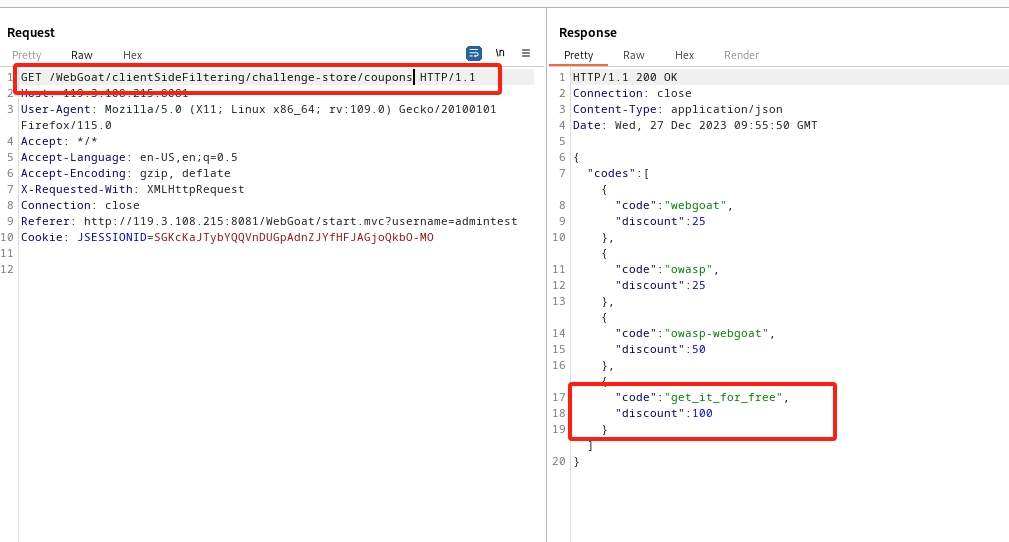 Request
Pretty Raw Hex
\n
1 GET /WebGoat/clientSideFiltering/challenge-store/coupons HTTP/1.1
2 Host: 119.3.108.215:8081
3 User-Agent: Mozilla/5.0 (X11; Linux x86_64; rv:109.0) Gecko/20100101
Firefox/115.0
4 Accept: */*
5 Accept-Language: en-US,en;q=0.5
6 Accept-Encoding: gzip, deflate
7 X-Requested-With: XMLHttpRequest
8 Connection: close
9 Referer: http://119.3.108.215:8081/WebGoat/start.mvc?username=admintest
10 Cookie: JSESSIONID=SGKcKaJTybYQQVnDUGpAdnZJYfHFJAGjoQkbO-MO
11
12
Response
Pretty Raw Hex Render
1 HTTP/1.1 200 OK
2 Connection: close
3 Content-Type: application/json
4 Date: Wed, 27 Dec 2023 09:55:50 GMT
5
6 {
7 "codes":[
{
8 "code":"webgoat",
9 "discount":25
10 },
{
11 "code":"owasp",
12 "discount":25
13 },
{
14 "code":"owasp-webgoat",
15 "discount":50
16 },
{
17 "code":"get_it_for_free",
18 "discount":100
19 }
]
20 }